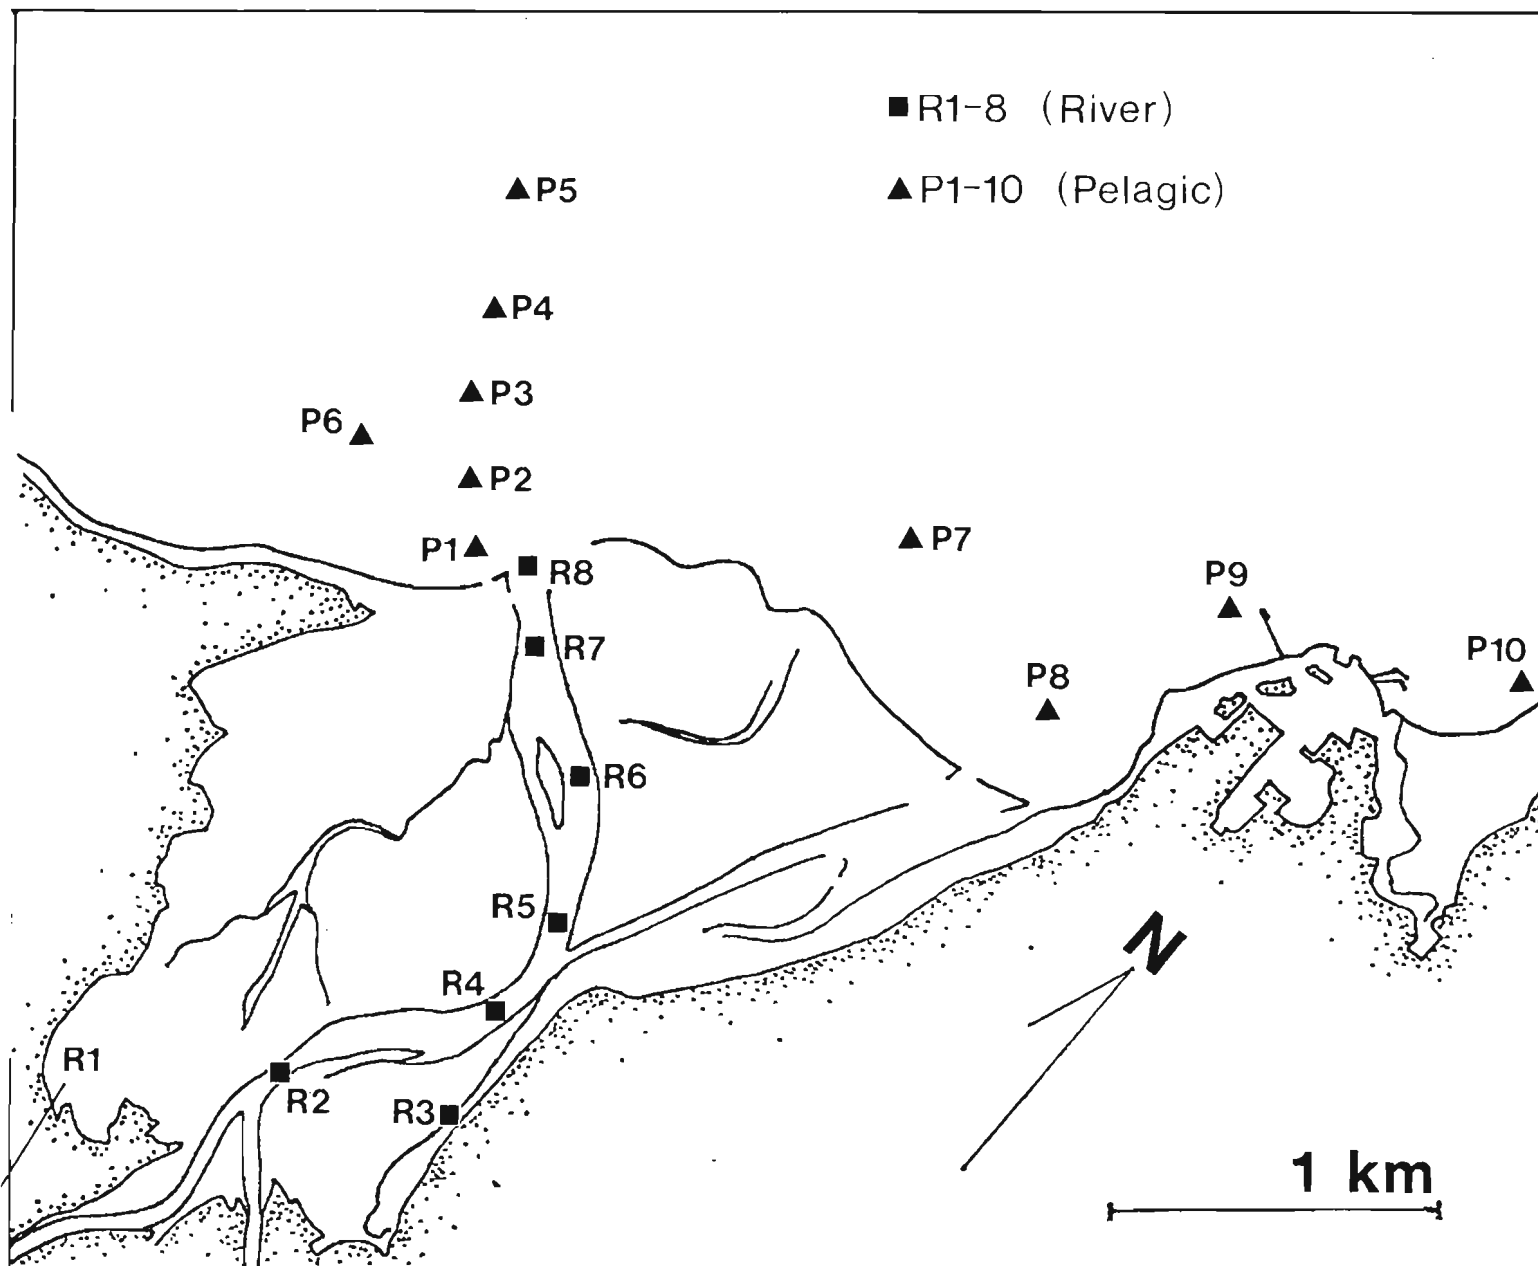 R1-8 (River)
P1-10 (Pelagic)
P5
P4
P3
P6
P2
P1
R8
P7
P9
R7
P10
P8
R6
R5
N
R4
R1
R2
R3
1 km